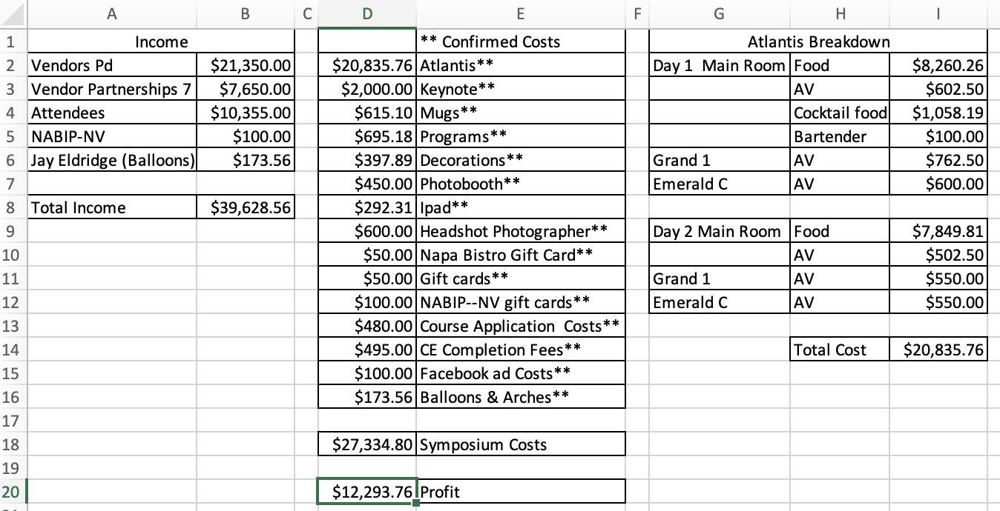 A B C D E F G H I
1 Income ** Confirmed Costs Atlantis Breakdown
2 Vendors Pd $21,350.00 $20,835.76 Atlantis** Day 1  Main Room Food $8,260.26
3 Vendor Partnerships 7 $7,650.00 $2,000.00 Keynote** AV $602.50
4 Attendees $10,355.00 $615.10 Mugs** Cocktail food $1,058.19
5 NABIP-NV $100.00 $695.18 Programs** Bartender $100.00
6 Jay Eldridge (Balloons) $173.56 $397.89 Decorations** Grand 1 AV $762.50
7 $450.00 Photobooth** Emerald C AV $600.00
8 Total Income $39,628.56 $292.31 Ipad**
9 $600.00 Headshot Photographer** Day 2 Main Room Food $7,849.81
10 $50.00 Napa Bistro Gift Card** AV $502.50
11 $50.00 Gift cards** Grand 1 AV $550.00
12 $100.00 NABIP--NV gift cards** Emerald C AV $550.00
13 $480.00 Course Application  Costs**
14 $495.00 CE Completion Fees** Total Cost $20,835.76
15 $100.00 Facebook ad Costs**
16 $173.56 Balloons & Arches**
17
18 $27,334.80 Symposium Costs
19
20 $12,293.76 Profit